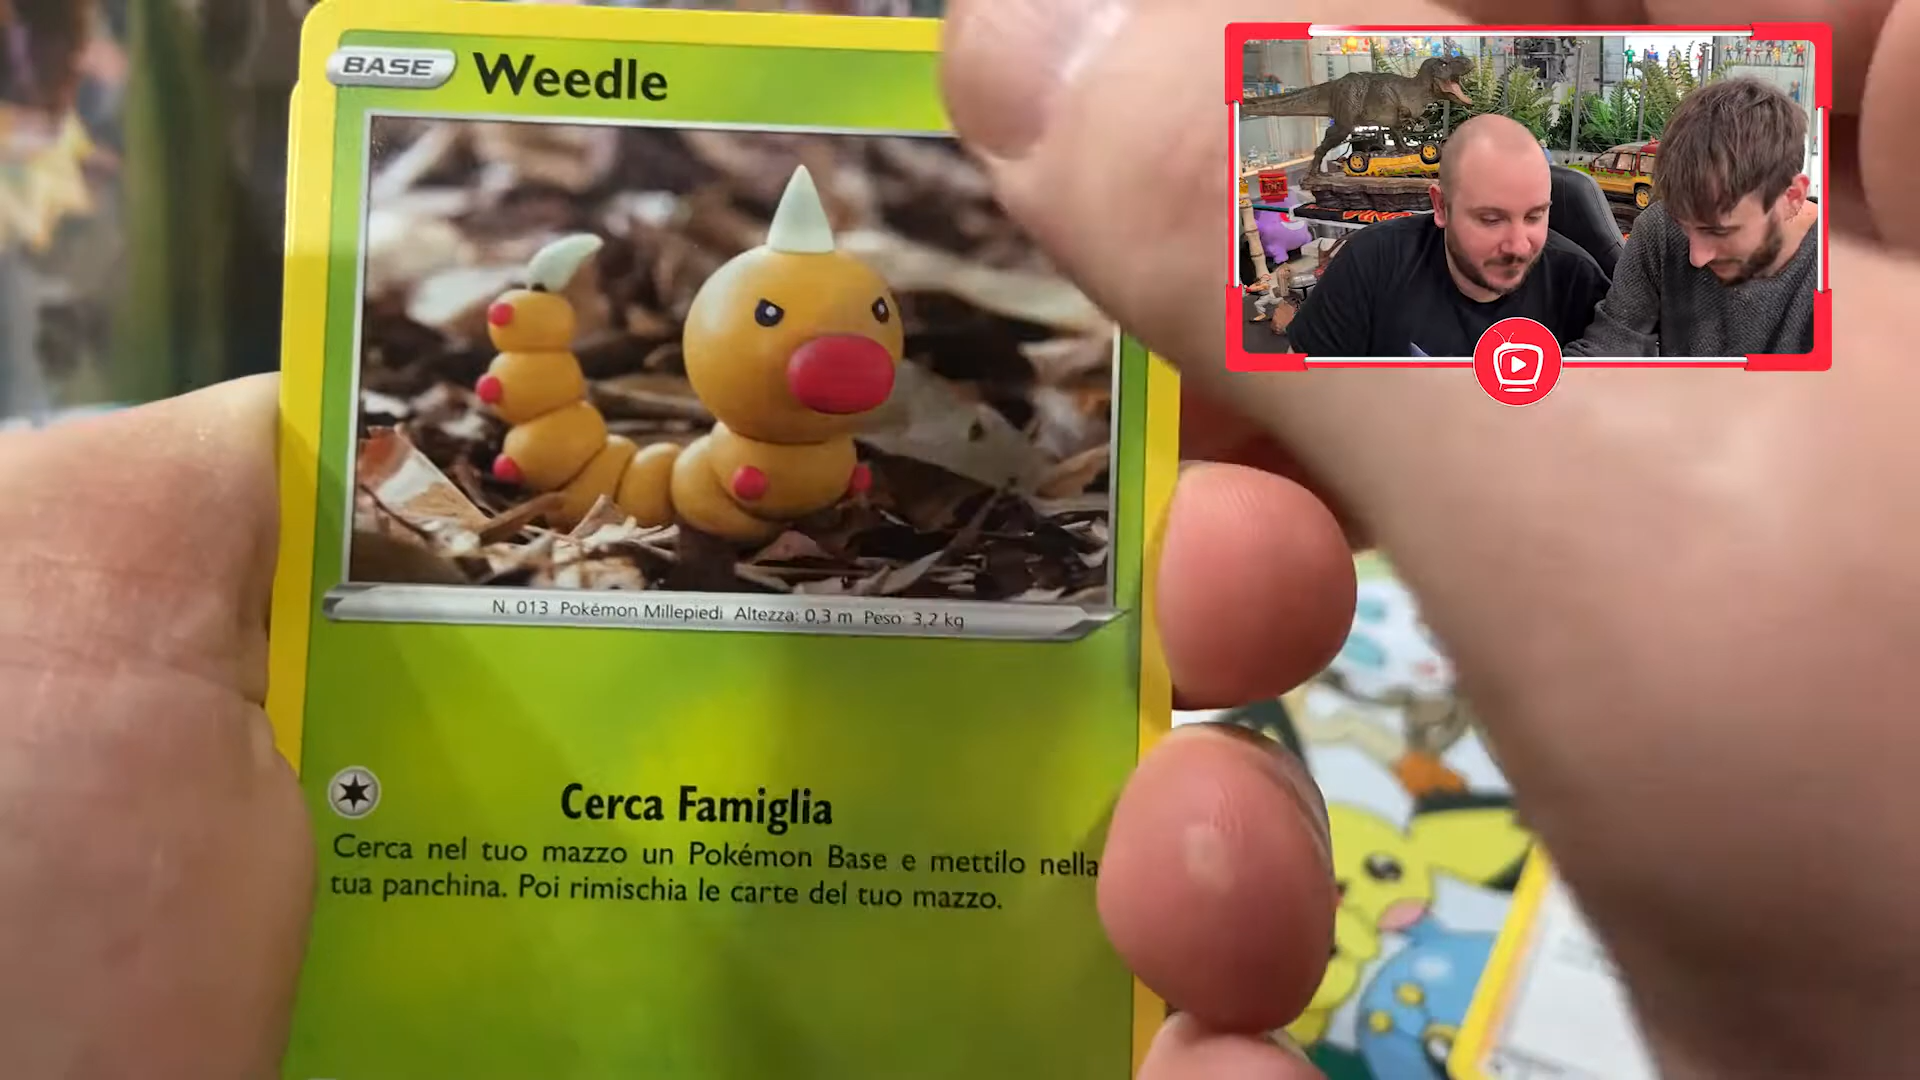 BASE Weedle
N. 013 Pokémon Millepiedi Altezza: 0,3 m Peso: 3,2 kg
Cerca Famiglia
Cerca nel tuo mazzo un Pokémon Base e mettilo nella
tua panchina. Poi rimischia le carte del tuo mazzo.